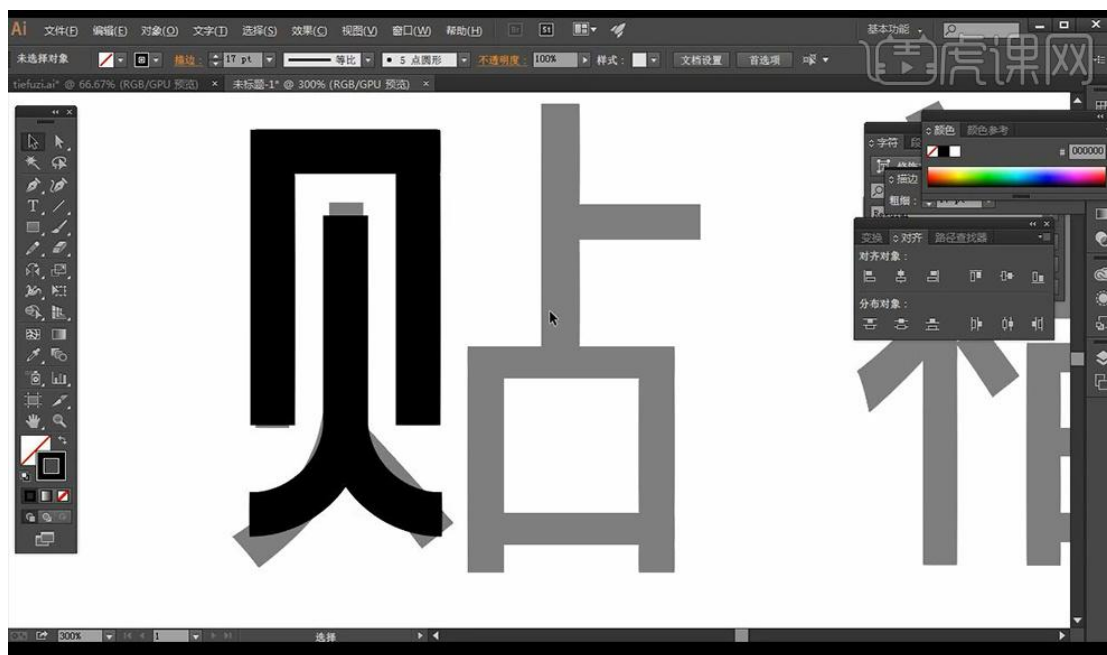 Ai 文件(F) 编辑(E) 对象(O) 文字(T) 选择(S) 效果(C) 视图(V) 窗口(W) 帮助(H) Br St 基本功能
未选择对象 描边: 17 pt 等比 5 点圆形 不透明度: 100% 样式: 文档设置 首选项
虎课网
tiefuzi.ai* @ 66.67% (RGB/GPU 预览) × 未标题-1* @ 300% (RGB/GPU 预览) ×
贴
颜色 颜色参考
字符 段
# 000000
描边
粗细:
变换 对齐 路径查找器
对齐对象:
分布对象:
300% 1 选择